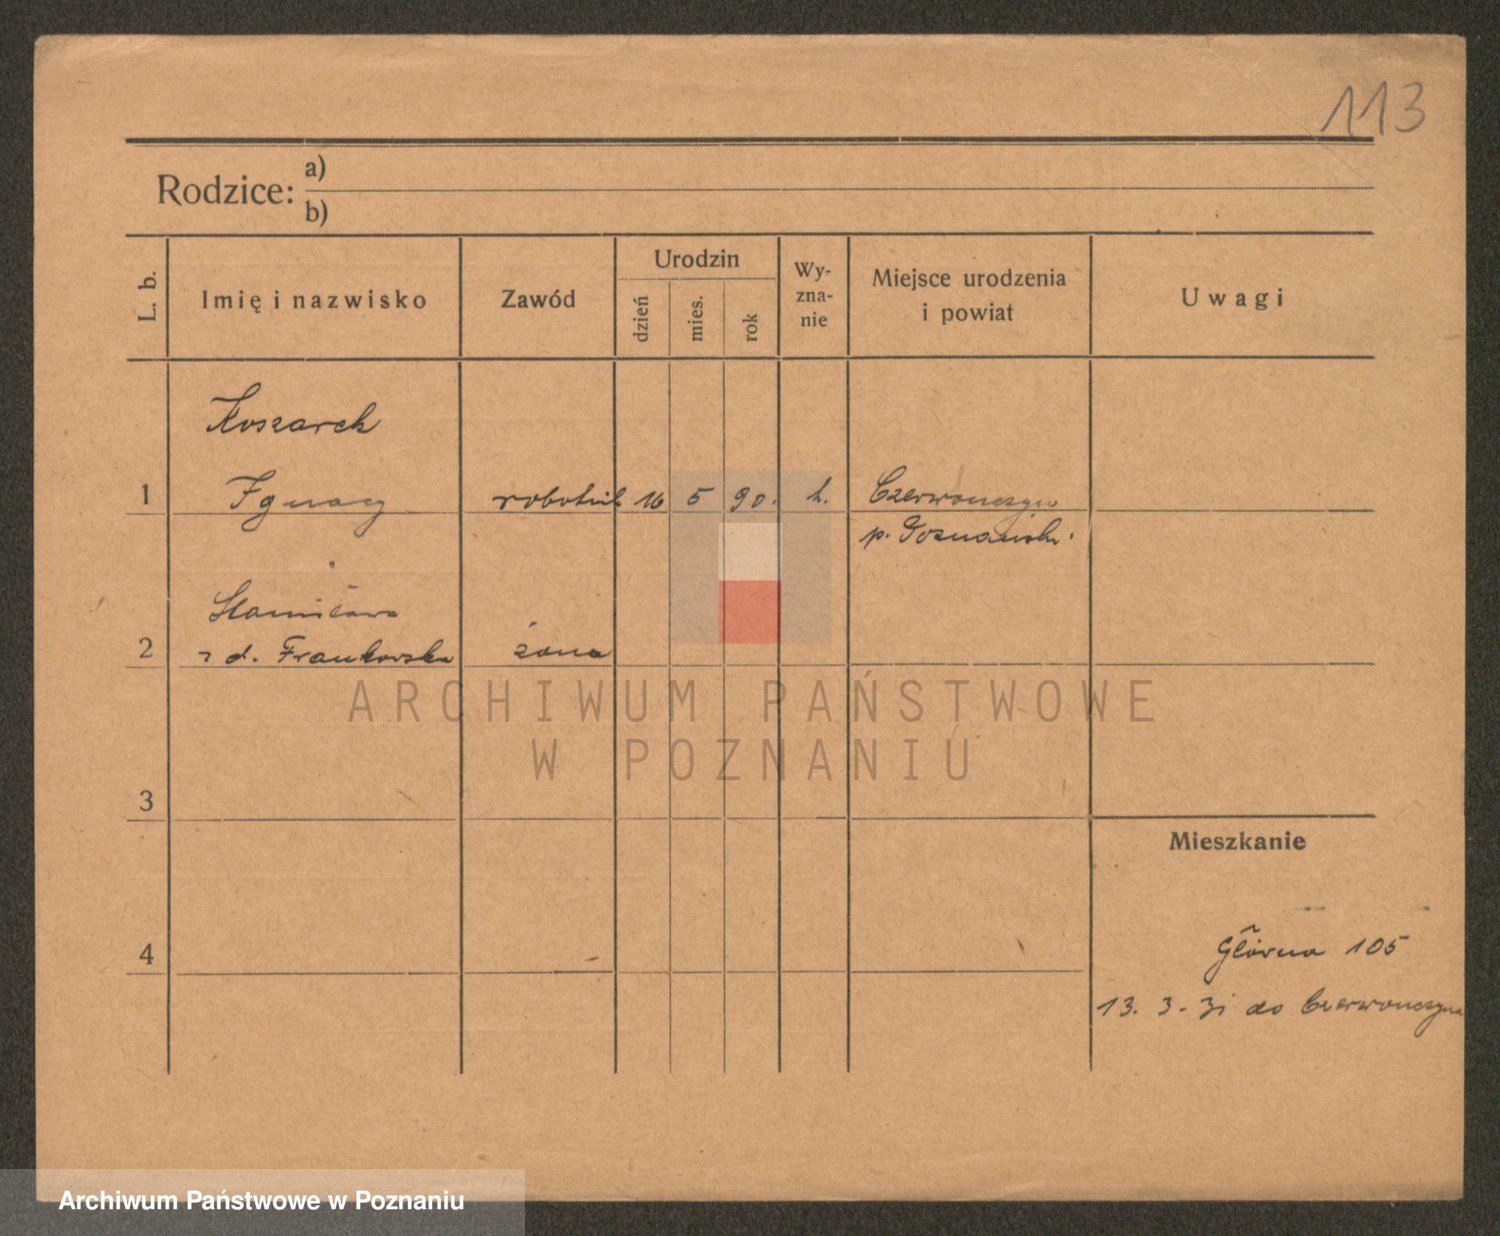 113
Rodzice: a)
b)
L. b.
Imię i nazwisko
Zawód
Urodzin
dzień
mies.
rok
Wy-
zna-
nie
Miejsce urodzenia
i powiat
Uwagi
Koszarek
1 Ignacy robotnik 16 5 90. k. Czerwonczyn
p. Poznański.
Stanisława
2 z d. Frankowska żona
ARCHIWUM PAŃSTWOWE
W POZNANIU
3
Mieszkanie
4
Główna 105
13. 3. 31 do Czerwonczyna
Archiwum Państwowe w Poznaniu